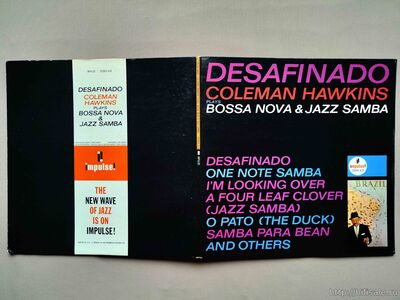 DESAFINADO
COLEMAN HAWKINS
PLAYS
BOSSA NOVA
&
JAZZ SAMBA
impulse!
THE
NEW WAVE
OF JAZZ
IS ON
IMPULSE!
DESAFINADO
COLEMAN HAWKINS
PLAYS
BOSSA NOVA & JAZZ SAMBA
DESAFINADO
ONE NOTE SAMBA
I'M LOOKING OVER
A FOUR LEAF CLOVER
(JAZZ SAMBA)
O PATO (THE DUCK)
SAMBA PARA BEAN
AND OTHERS
impulse!
BRAZIL